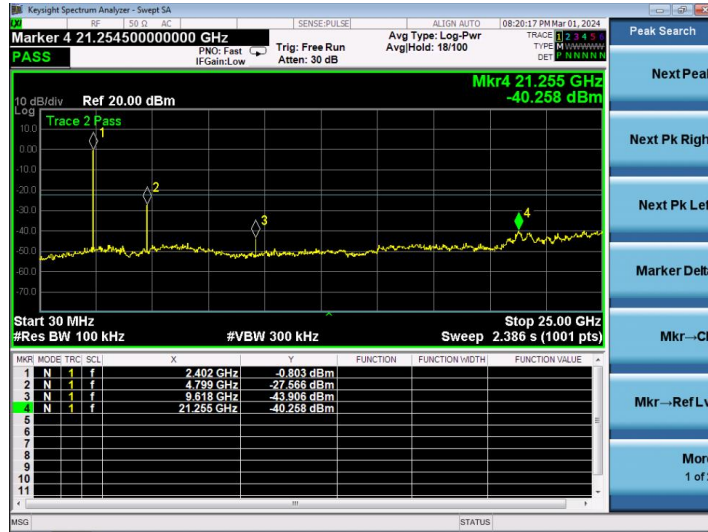 Keysight Spectrum Analyzer - Swept SA
LXI RF 50 Ω AC SENSE:PULSE ALIGN AUTO 08:20:17 PM Mar 01, 2024
Marker 4 21.254500000000 GHz
PASS
PNO: Fast
IFGain:Low
Trig: Free Run
Atten: 30 dB
Avg Type: Log-Pwr
Avg|Hold: 18/100
TRACE 1 2 3 4 5 6
TYPE M W W W W W
DET P N N N N N
Mkr4 21.255 GHz
-40.258 dBm
10 dB/div Ref 20.00 dBm
Log
Trace 2 Pass
10.0
0.00
-10.0
-20.0
-30.0
-40.0
-50.0
-60.0
-70.0
1
2
3
4
Start 30 MHz Stop 25.00 GHz
#Res BW 100 kHz #VBW 300 kHz Sweep 2.386 s (1001 pts)
MKR MODE TRC SCL X Y FUNCTION FUNCTION WIDTH FUNCTION VALUE
1 N 1 f 2.402 GHz -0.803 dBm
2 N 1 f 4.799 GHz -27.566 dBm
3 N 1 f 9.618 GHz -43.906 dBm
4 N 1 f 21.255 GHz -40.258 dBm
5
6
7
8
9
10
11
MSG STATUS
Peak Search
Next Peal
Next Pk Righ
Next Pk Lef
Marker Delt
Mkr→C
Mkr→Ref Lv
Mor
1 of